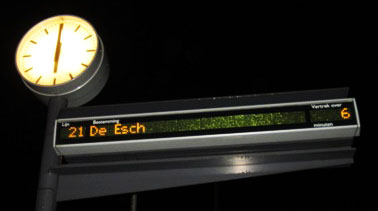 Lijn Bestemming Vertrek over
21 De Esch 6
minuten